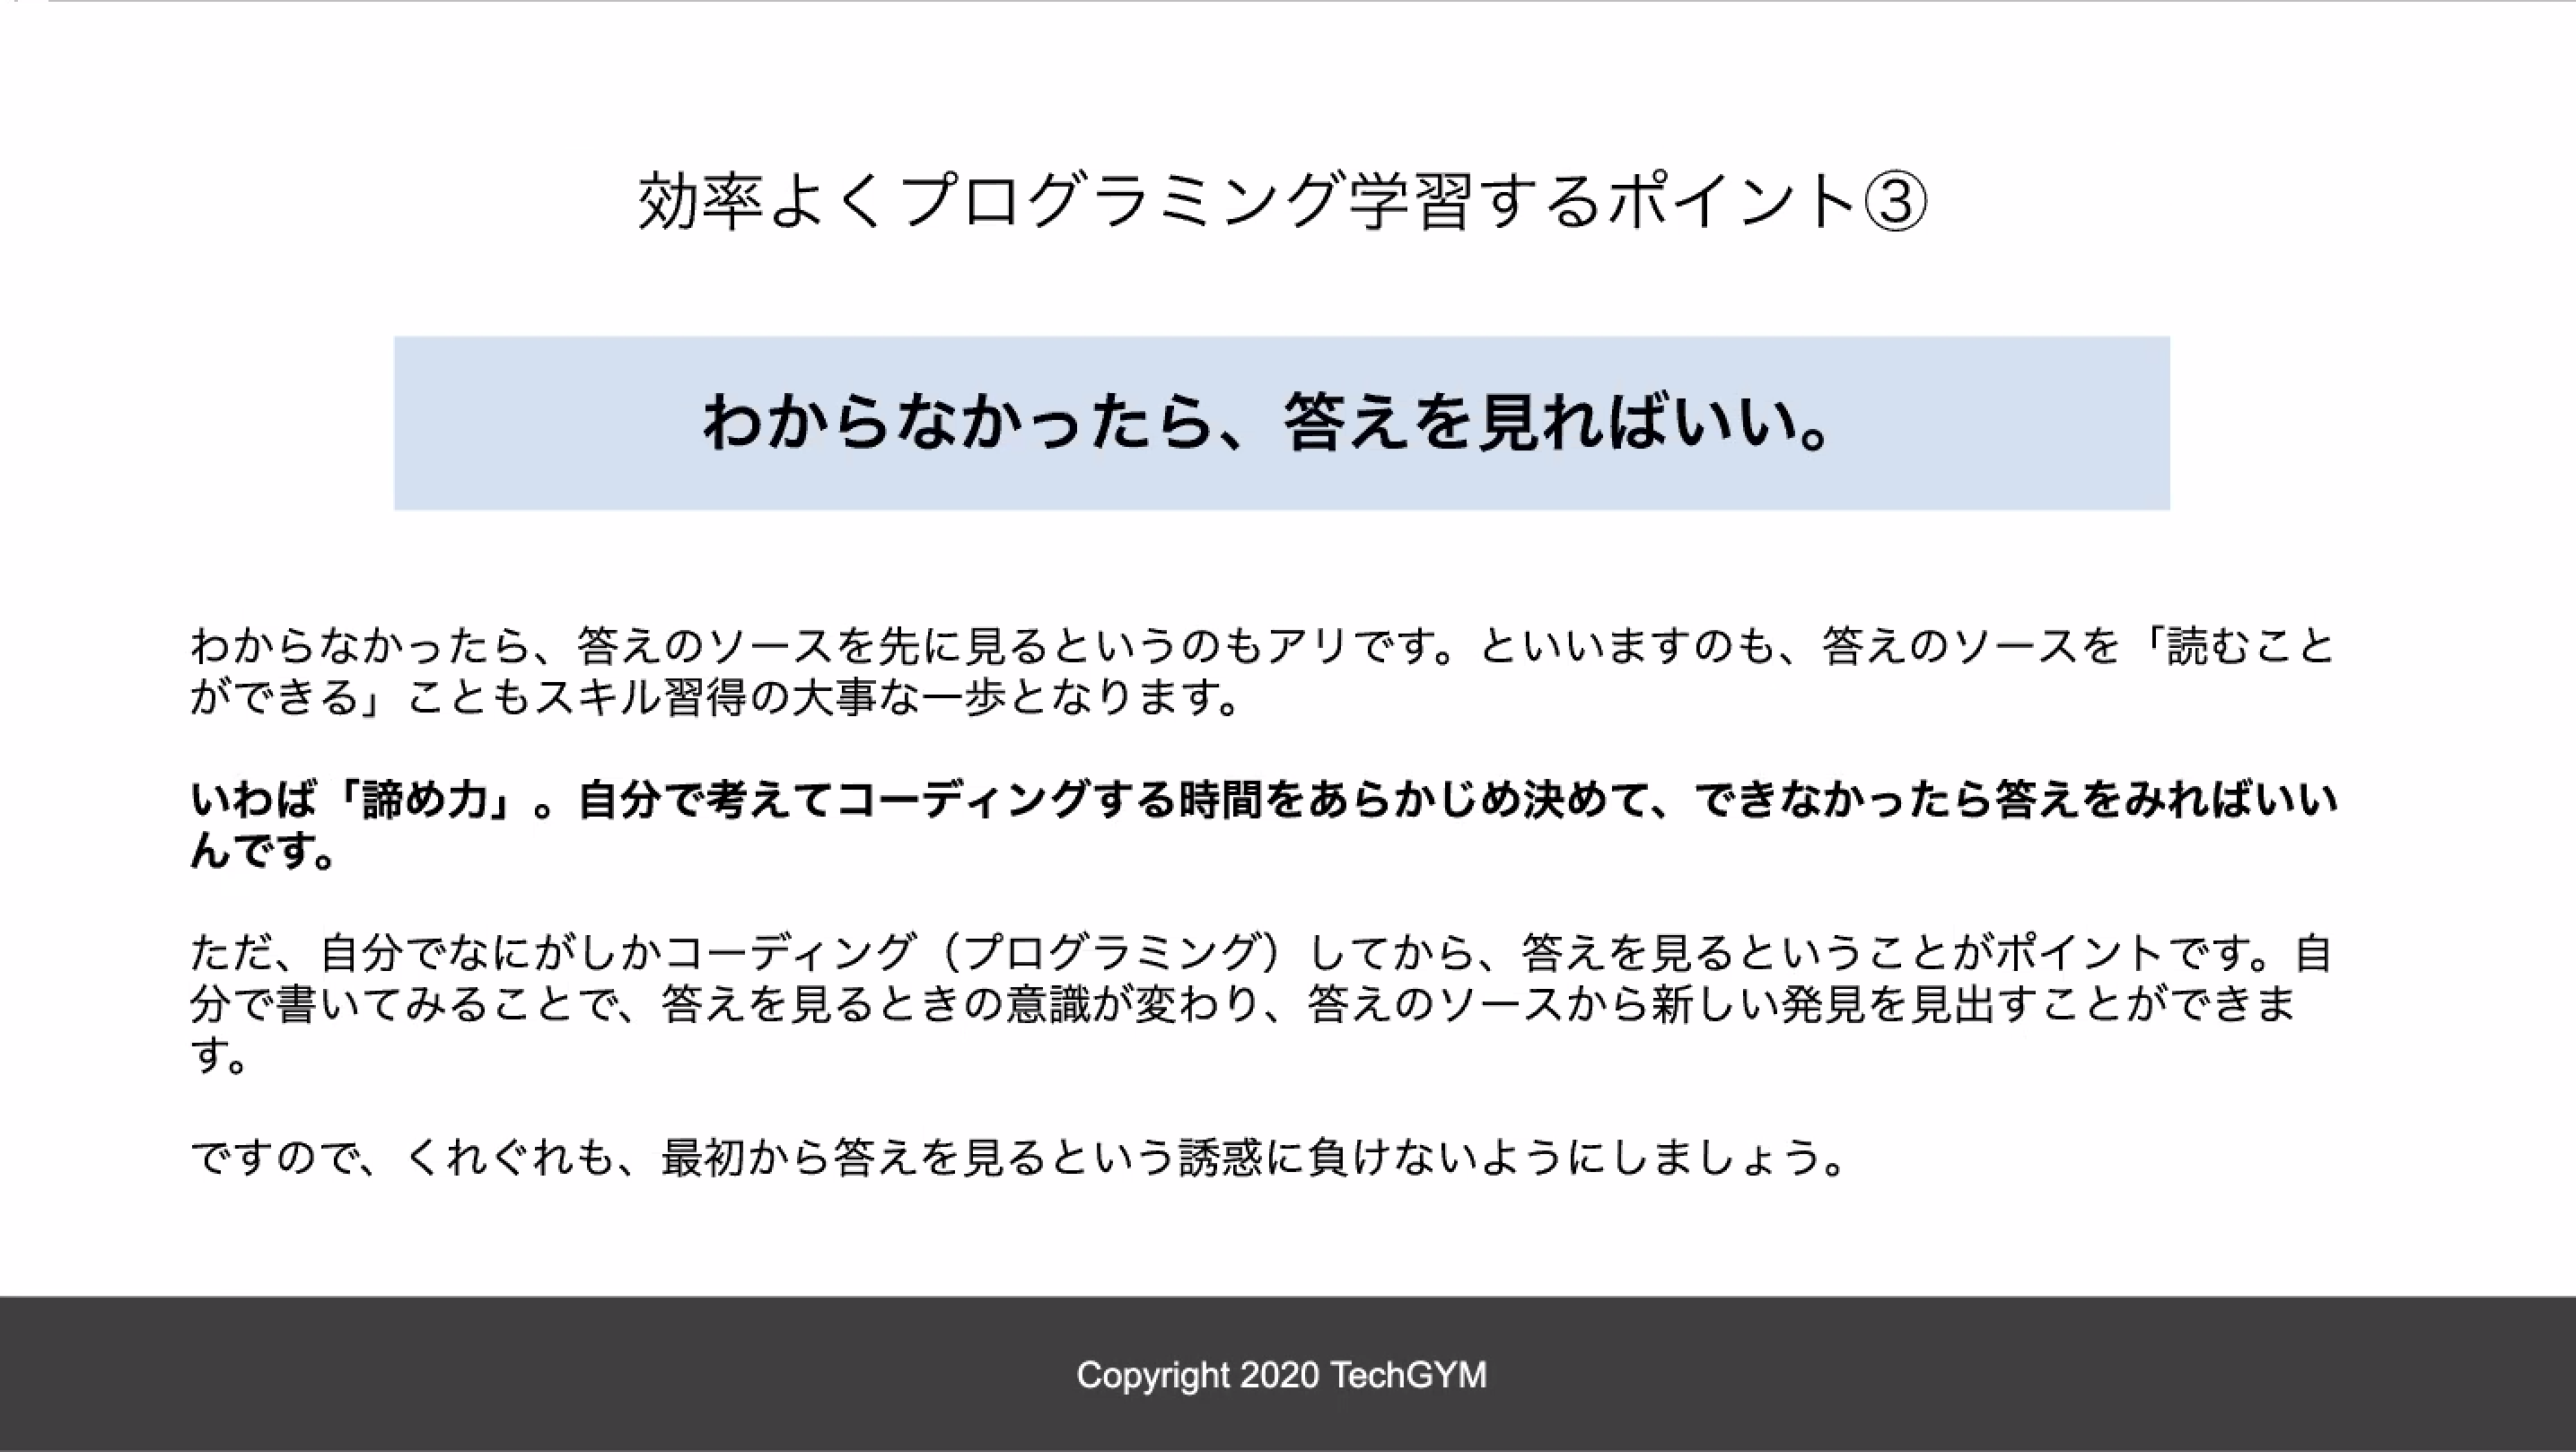 効率よくプログラミング学習するポイント③
わからなかったら、答えを見ればいい。
わからなかったら、答えのソースを先に見るというのもアリです。といいますのも、答えのソースを「読むこと
ができる」こともスキル習得の大事な一歩となります。
いわば「諦め力」。自分で考えてコーディングする時間をあらかじめ決めて、できなかったら答えをみればいい
んです。
ただ、自分でなにがしかコーディング（プログラミング）してから、答えを見るということがポイントです。自
分で書いてみることで、答えを見るときの意識が変わり、答えのソースから新しい発見を見出すことができま
す。
ですので、くれぐれも、最初から答えを見るという誘惑に負けないようにしましょう。
Copyright 2020 TechGYM